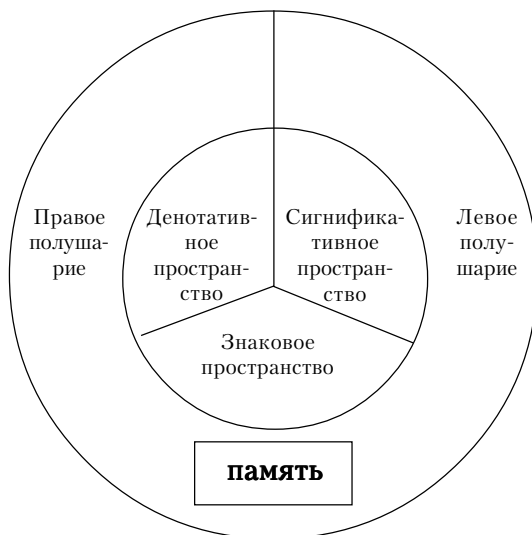 Правое
полуша-
рие
Денотатив-
ное
простран-
ство
Сигнифика-
тивное
простран-
ство
Левое
полу-
шарие
Знаковое
пространство
память